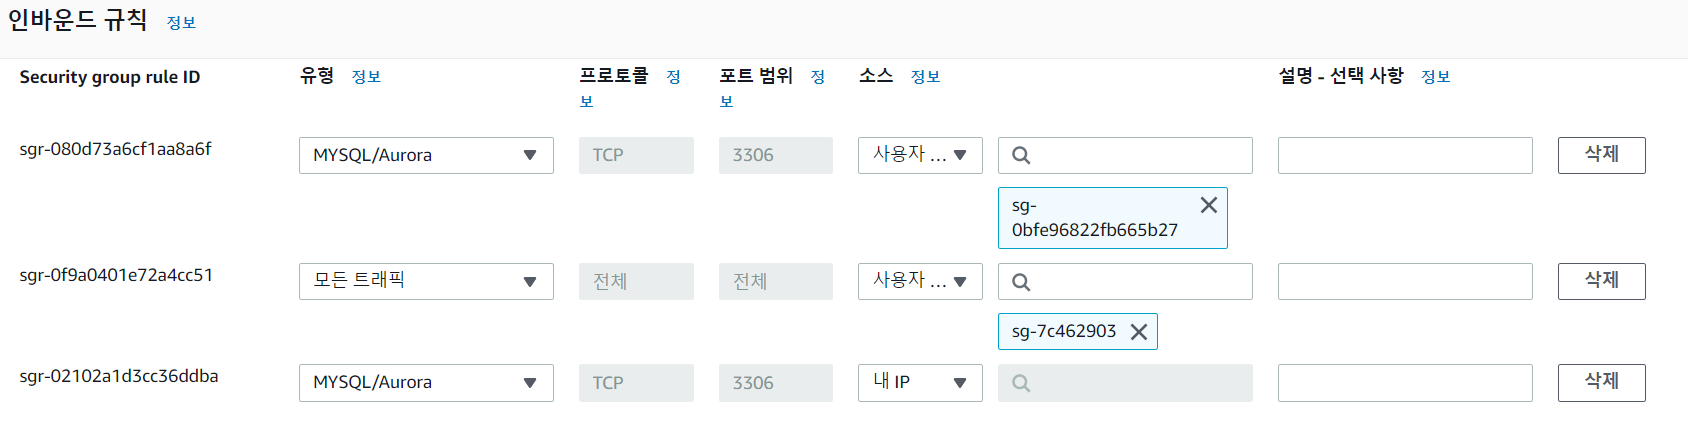 인바운드 규칙 정보
Security group rule ID 유형 정보 프로토콜 정보 포트 범위 정보 소스 정보 설명 - 선택 사항 정보
sgr-080d73a6cf1aa8a6f MYSQL/Aurora TCP 3306 사용자 ... 삭제
sg-
0bfe96822fb665b27
sgr-0f9a0401e72a4cc51 모든 트래픽 전체 전체 사용자 ... 삭제
sg-7c462903
sgr-02102a1d3cc36ddba MYSQL/Aurora TCP 3306 내 IP 삭제